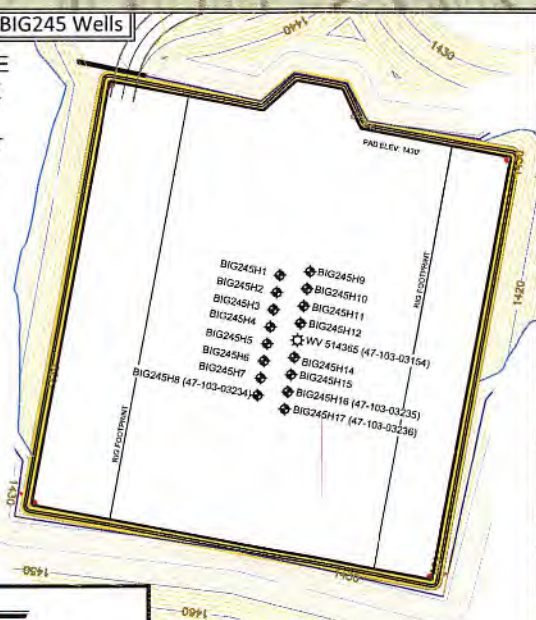 BIG245 Wells
1440
1430
PAD ELEV: 1430'
1420
RIG FOOTPRINT
BIG245H1
BIG245H2
BIG245H3
BIG245H4
BIG245H5
BIG245H6
BIG245H7
BIG245H8 (47-103-03234)
BIG245H9
BIG245H10
BIG245H11
BIG245H12
WV 514365 (47-103-03154)
BIG245H14
BIG245H15
BIG245H16 (47-103-03235)
BIG245H17 (47-103-03236)
RIG FOOTPRINT
1430
1450
1460